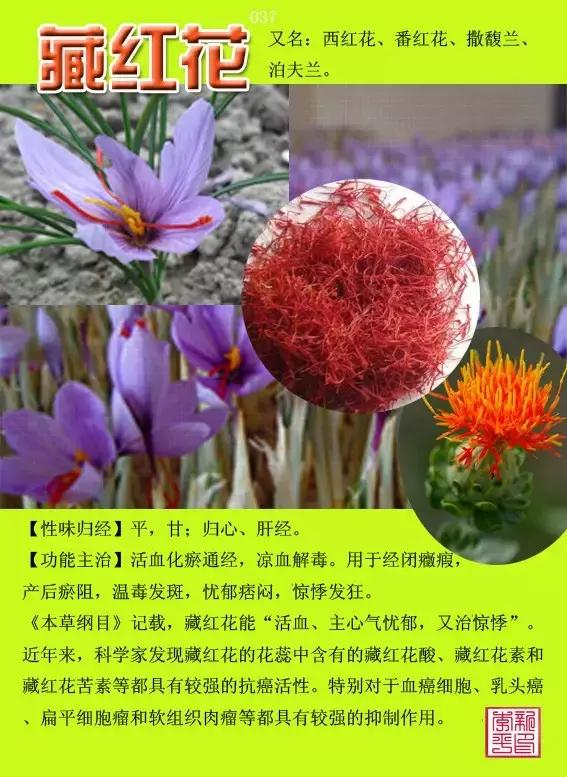 037
藏红花
又名：西红花、番红花、撒馥兰、
泊夫兰。
【性味归经】平，甘；归心、肝经。
【功能主治】活血化瘀通经，凉血解毒。用于经闭癥瘕，
产后瘀阻，温毒发斑，忧郁痞闷，惊悸发狂。
《本草纲目》记载，藏红花能“活血、主心气忧郁，又治惊悸”。
近年来，科学家发现藏红花的花蕊中含有的藏红花酸、藏红花素和
藏红花苦素等都具有较强的抗癌活性。特别对于血癌细胞、乳头癌
、扁平细胞瘤和软组织肉瘤等都具有较强的抑制作用。